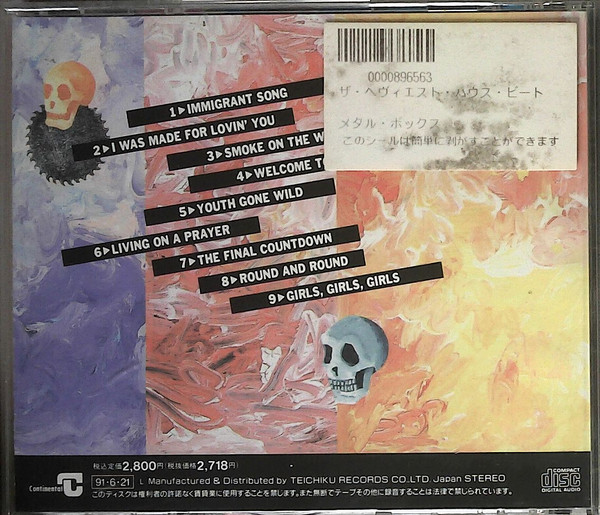 0000896563
ザ・ヘヴィエスト・ハウス・ビート
メタル・ボックス
このシールは簡単に剥がすことができます
1▶IMMIGRANT SONG
2▶I WAS MADE FOR LOVIN' YOU
3▶SMOKE ON THE W
4▶WELCOME T
5▶YOUTH GONE WILD
6▶LIVING ON A PRAYER
7▶THE FINAL COUNTDOWN
8▶ROUND AND ROUND
9▶GIRLS, GIRLS, GIRLS
税込定価2,800円(税抜価格2,718円)
Continental
91·6·21 L Manufactured & Distributed by TEICHIKU RECORDS CO.,LTD. Japan STEREO
このディスクは権利者の許諾なく賃貸業に使用することを禁じます。また無断でテープその他に録音することは法律で禁じられています。
COMPACT
disc
DIGITAL AUDIO